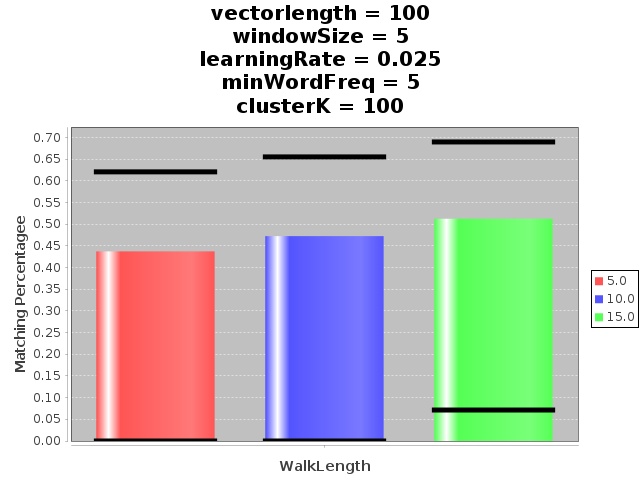 vectorlength = 100
windowSize = 5
learningRate = 0.025
minWordFreq = 5
clusterK = 100
Matching Percentagee
0.70
0.65
0.60
0.55
0.50
0.45
0.40
0.35
0.30
0.25
0.20
0.15
0.10
0.05
0.00
WalkLength
5.0
10.0
15.0